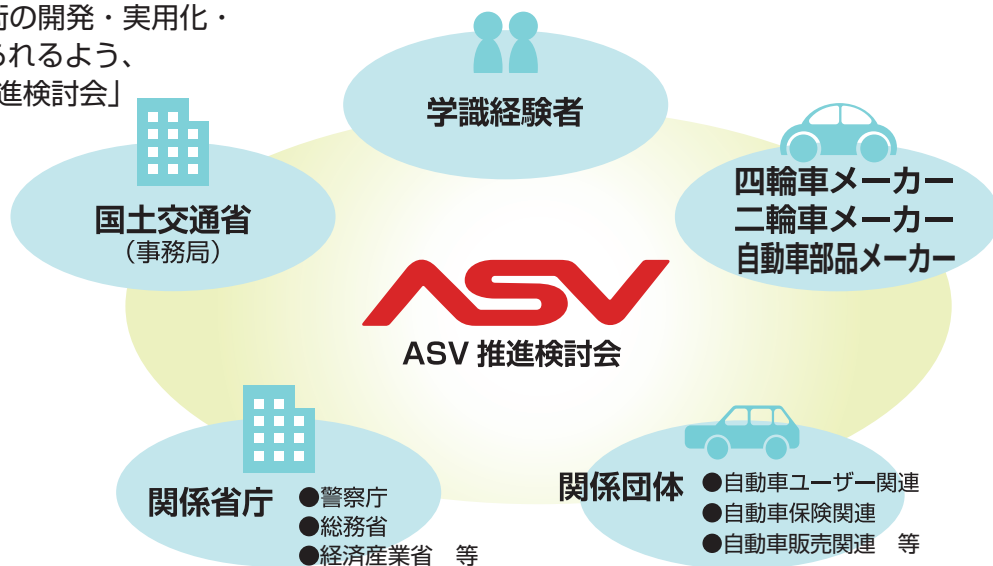 術の開発・実用化・
られるよう、
進検討会」
学識経験者
国土交通省
（事務局）
四輪車メーカー
二輪車メーカー
自動車部品メーカー
ASV
ASV 推進検討会
関係省庁
●警察庁
●総務省
●経済産業省　等
関係団体
●自動車ユーザー関連
●自動車保険関連
●自動車販売関連　等